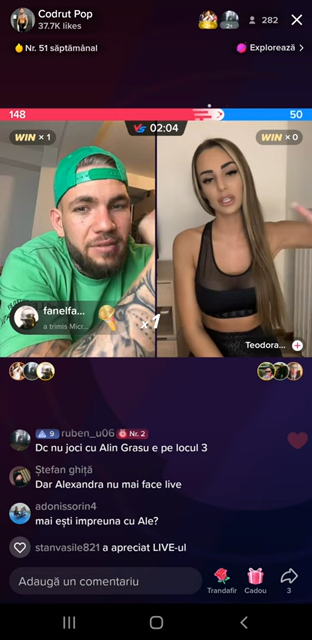 Codrut Pop
37.7K likes
282
Nr. 51 săptămânal
Explorează >
148
50
WIN × 1
VS 02:04
WIN × 0
fanelfa...
a trimis Micr...
x1
Teodora...
9 ruben_u06 Nr. 2
Dc nu joci cu Alin Grasu e pe locul 3
Ștefan ghiță
Dar Alexandra nu mai face live
adonissorin4
mai ești impreuna cu Ale?
stanvasile821 a apreciat LIVE-ul
Adaugă un comentariu
Trandafir
Cadou
3